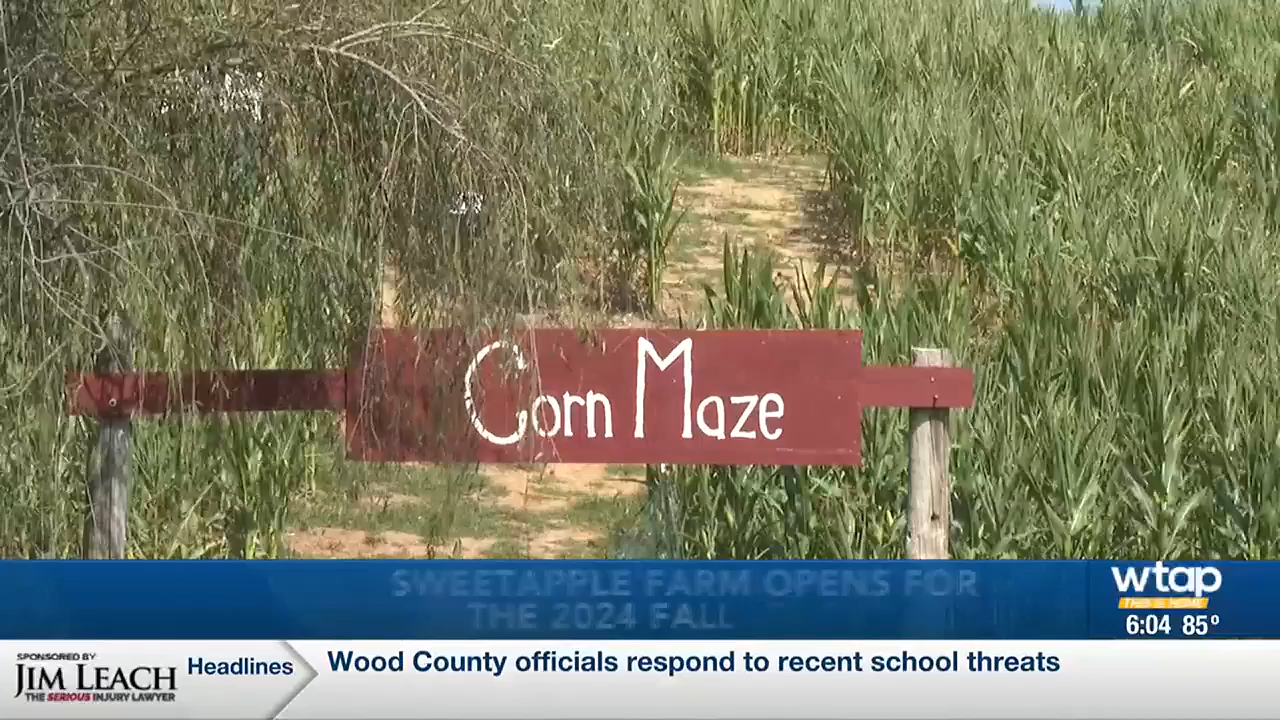 Corn Maze
SWEETAPPLE FARM OPENS FOR
THE 2024 FALL
wtap
THIS IS HOME
6:04 85°
SPONSORED BY
JIM LEACH
THE SERIOUS INJURY LAWYER
Headlines
Wood County officials respond to recent school threats